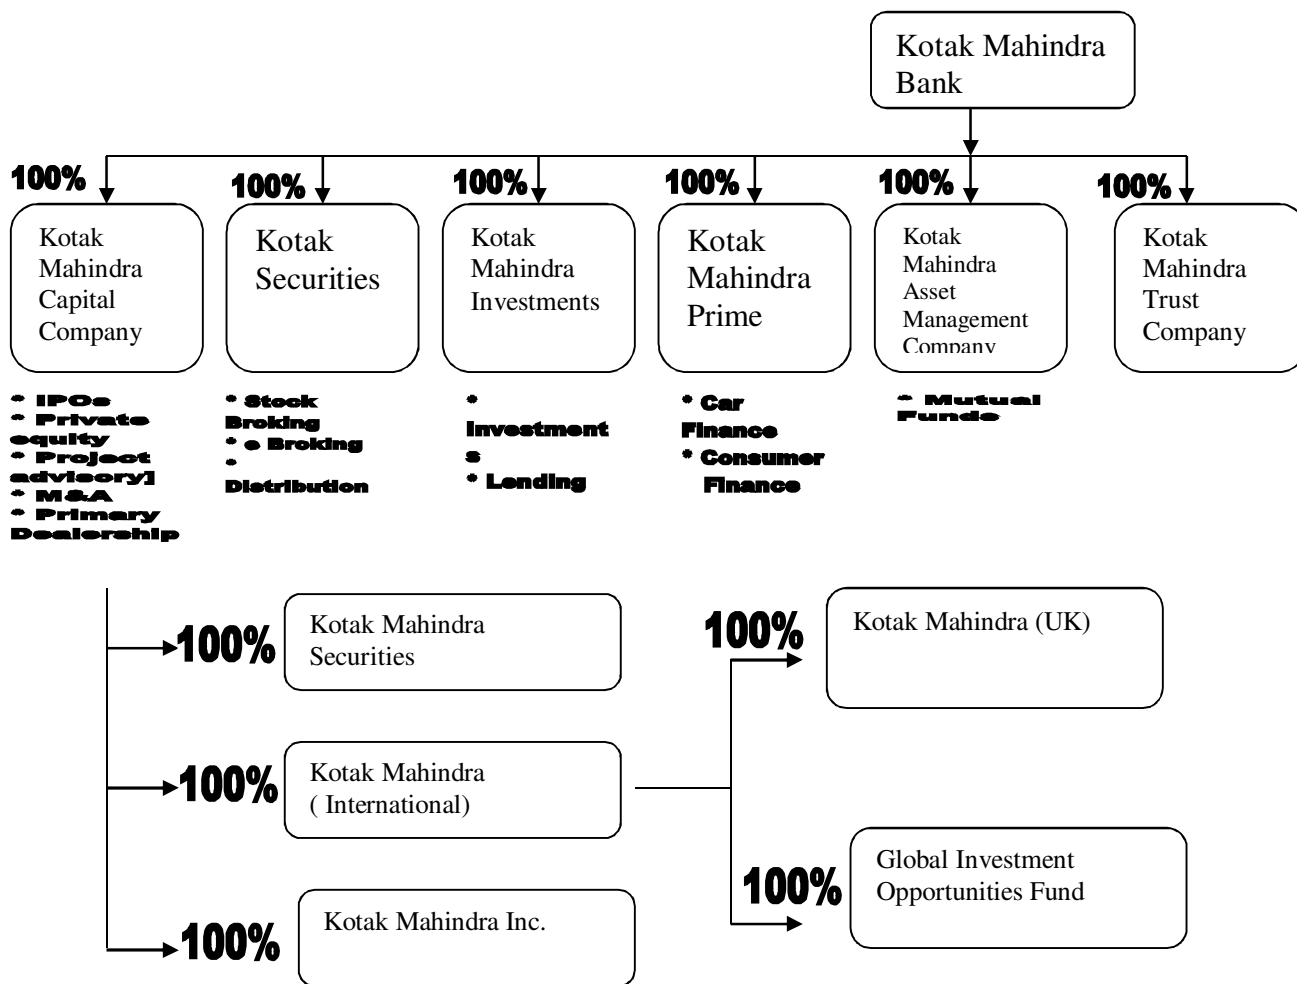 Kotak Mahindra
Bank
100%
100%
100%
100%
100%
100%
Kotak
Mahindra
Capital
Company
Kotak
Securities
Kotak
Mahindra
Investments
Kotak
Mahindra
Prime
Kotak
Mahindra
Asset
Management
Company
Kotak
Mahindra
Trust
Company
* IPOs
* Private
equity
* Project
advisory]
* M&A
* Primary
Dealership
* Stock
Broking
* e Broking
*
Distribution
*
Investment
s
* Lending
* Car
Finance
* Consumer
Finance
* Mutual
Funds
100%
Kotak Mahindra
Securities
100%
Kotak Mahindra (UK)
100%
Kotak Mahindra
( International)
100%
Global Investment
Opportunities Fund
100%
Kotak Mahindra Inc.